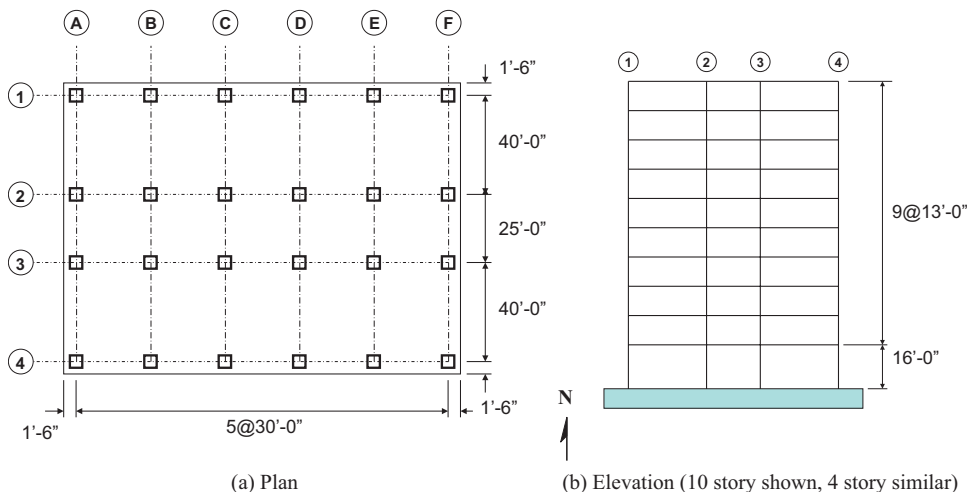 A B C D E F
1'-6”
1
40'-0”
2
25'-0”
3
40'-0”
4
1'-6”
5@30'-0”
1'-6”
(a) Plan
1 2 3 4
9@13'-0”
16'-0”
N
(b) Elevation (10 story shown, 4 story similar)